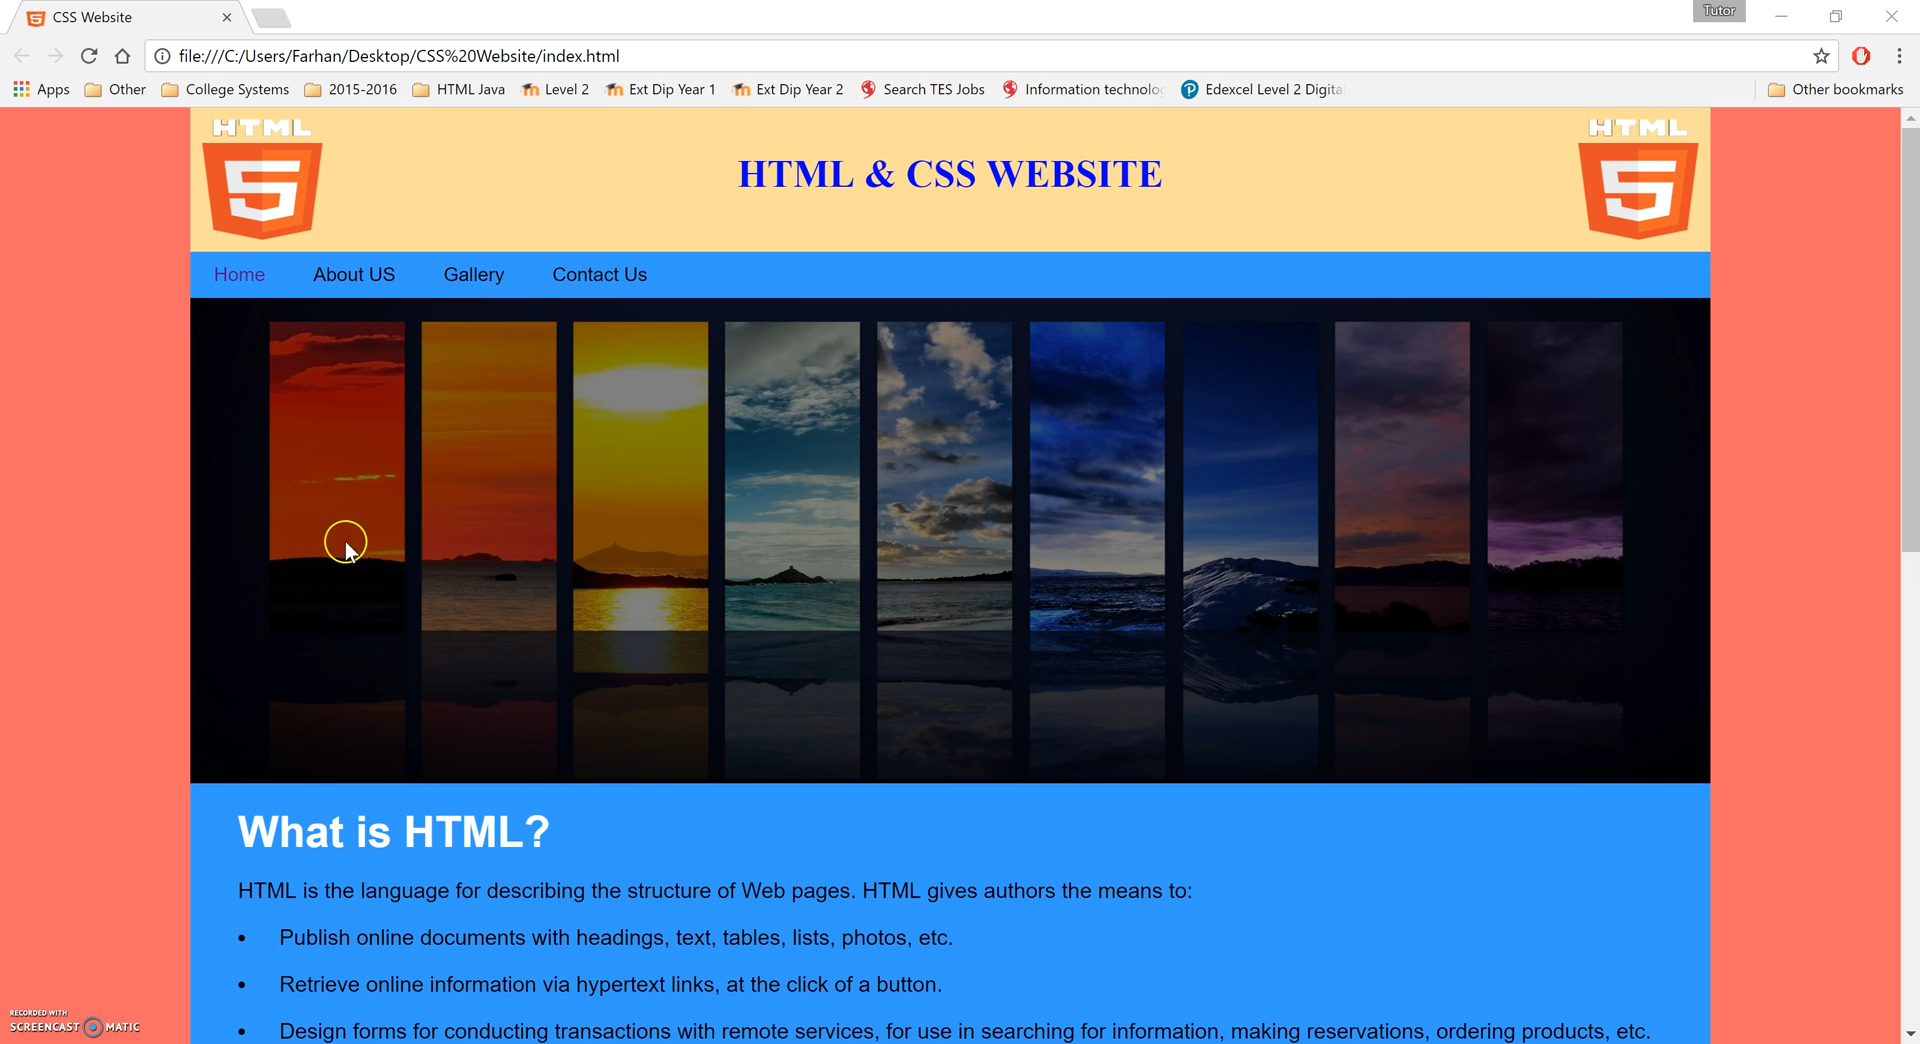 CSS Website
Tutor
file:///C:/Users/Farhan/Desktop/CSS%20Website/index.html
Apps Other College Systems 2015-2016 HTML Java Level 2 Ext Dip Year 1 Ext Dip Year 2 Search TES Jobs Information technolo Edexcel Level 2 Digita Other bookmarks
HTML HTML
5 HTML & CSS WEBSITE 5
Home About US Gallery Contact Us
What is HTML?
HTML is the language for describing the structure of Web pages. HTML gives authors the means to:
• Publish online documents with headings, text, tables, lists, photos, etc.
• Retrieve online information via hypertext links, at the click of a button.
• Design forms for conducting transactions with remote services, for use in searching for information, making reservations, ordering products, etc.
RECORDED WITH
SCREENCAST MATIC